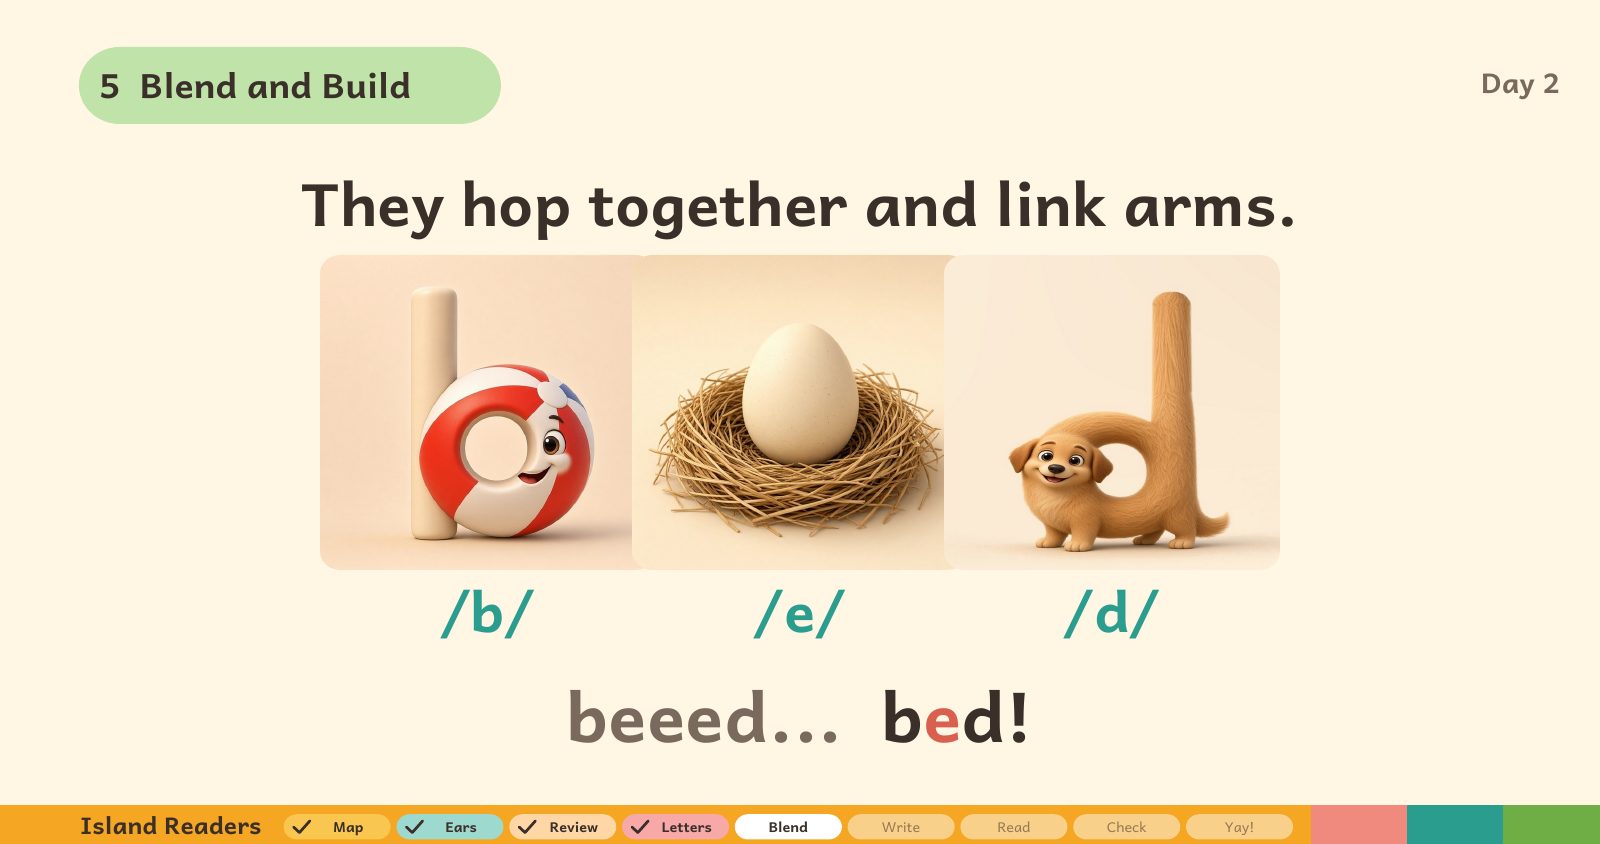 5 Blend and Build
Day 2
They hop together and link arms.
/b/ /e/ /d/
beeed... bed!
Island Readers Map Ears Review Letters Blend Write Read Check Yay!